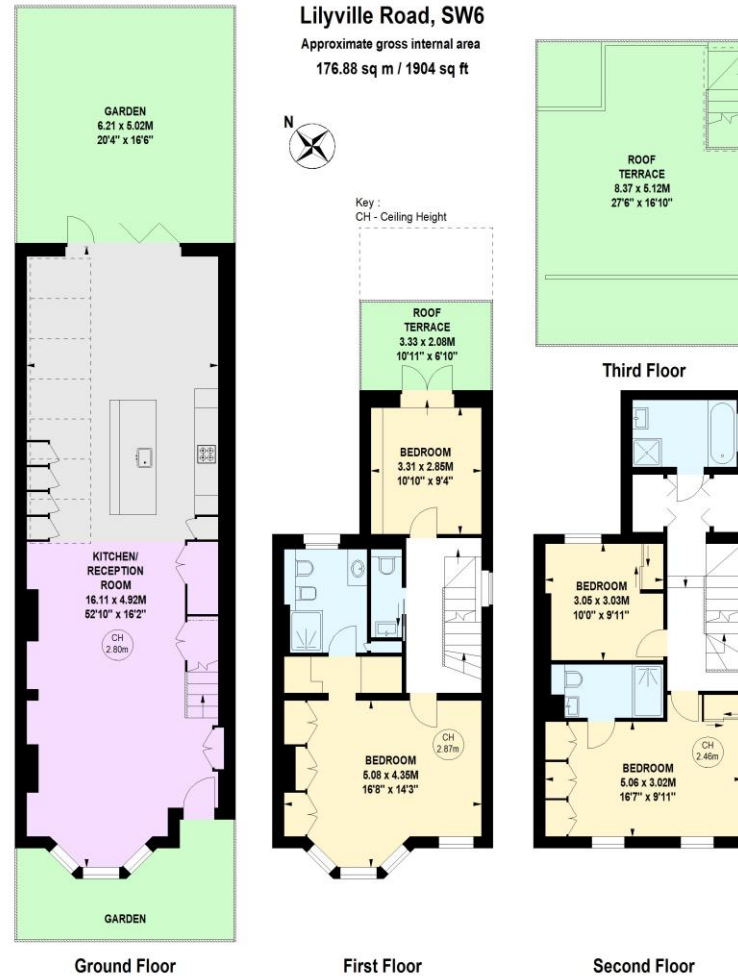 Lilyville Road, SW6
Approximate gross internal area
176.88 sq m / 1904 sq ft
N
Key :
CH - Ceiling Height
GARDEN
6.21 x 5.02M
20'4" x 16'6"
KITCHEN/
RECEPTION
ROOM
16.11 x 4.92M
52'10" x 16'2"
CH
2.80m
GARDEN
Ground Floor
ROOF
TERRACE
3.33 x 2.08M
10'11" x 6'10"
BEDROOM
3.31 x 2.85M
10'10" x 9'4"
BEDROOM
5.08 x 4.35M
16'8" x 14'3"
CH
2.87m
First Floor
ROOF
TERRACE
8.37 x 5.12M
27'6" x 16'10"
Third Floor
BEDROOM
3.05 x 3.03M
10'0" x 9'11"
BEDROOM
5.06 x 3.02M
16'7" x 9'11"
CH
2.46m
Second Floor